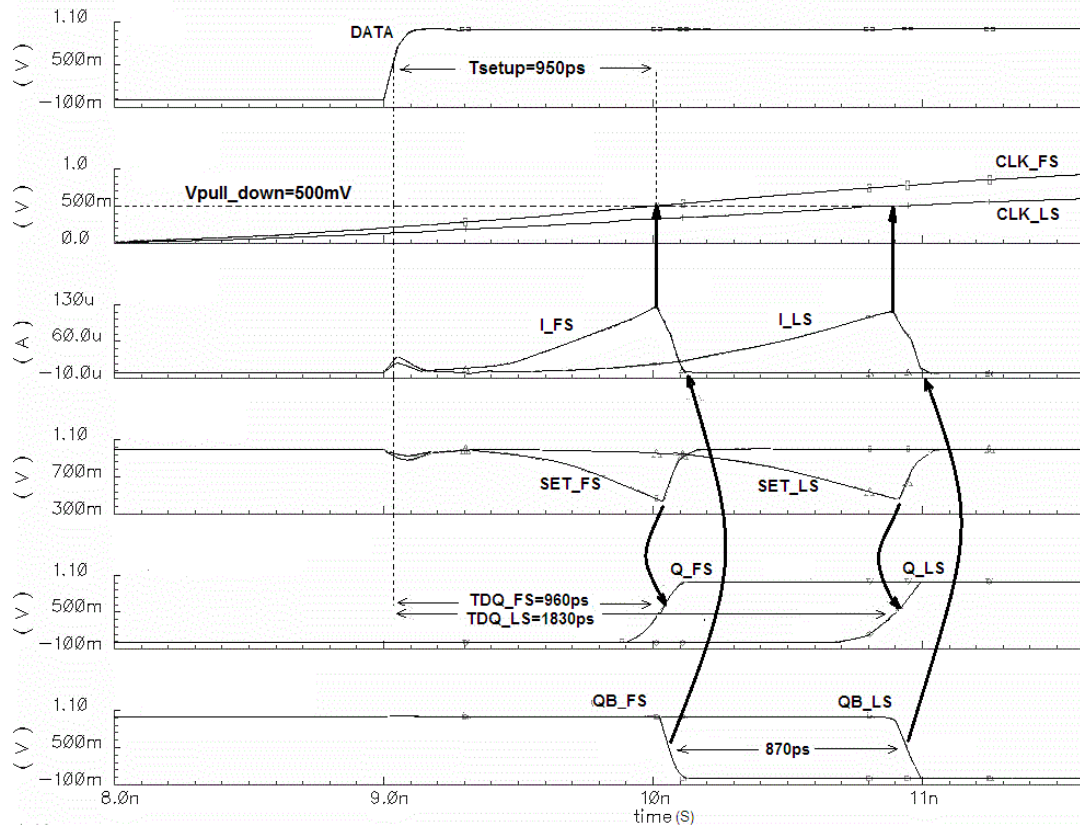 1.10
DATA
(V)
500m
Tsetup=950ps
-100m
1.0
CLK_FS
Vpull_down=500mV
(V)
500m
CLK_LS
0.0
130u
I_FS
I_LS
(A)
60.0u
-10.0u
1.10
(V)
700m
SET_FS
SET_LS
300m
1.10
Q_FS
Q_LS
(V)
500m
TDQ_FS=960ps
TDQ_LS=1830ps
-100m
1.10
QB_FS
QB_LS
(V)
500m
870ps
-100m
8.0n
9.0n
10n
11n
time (S)